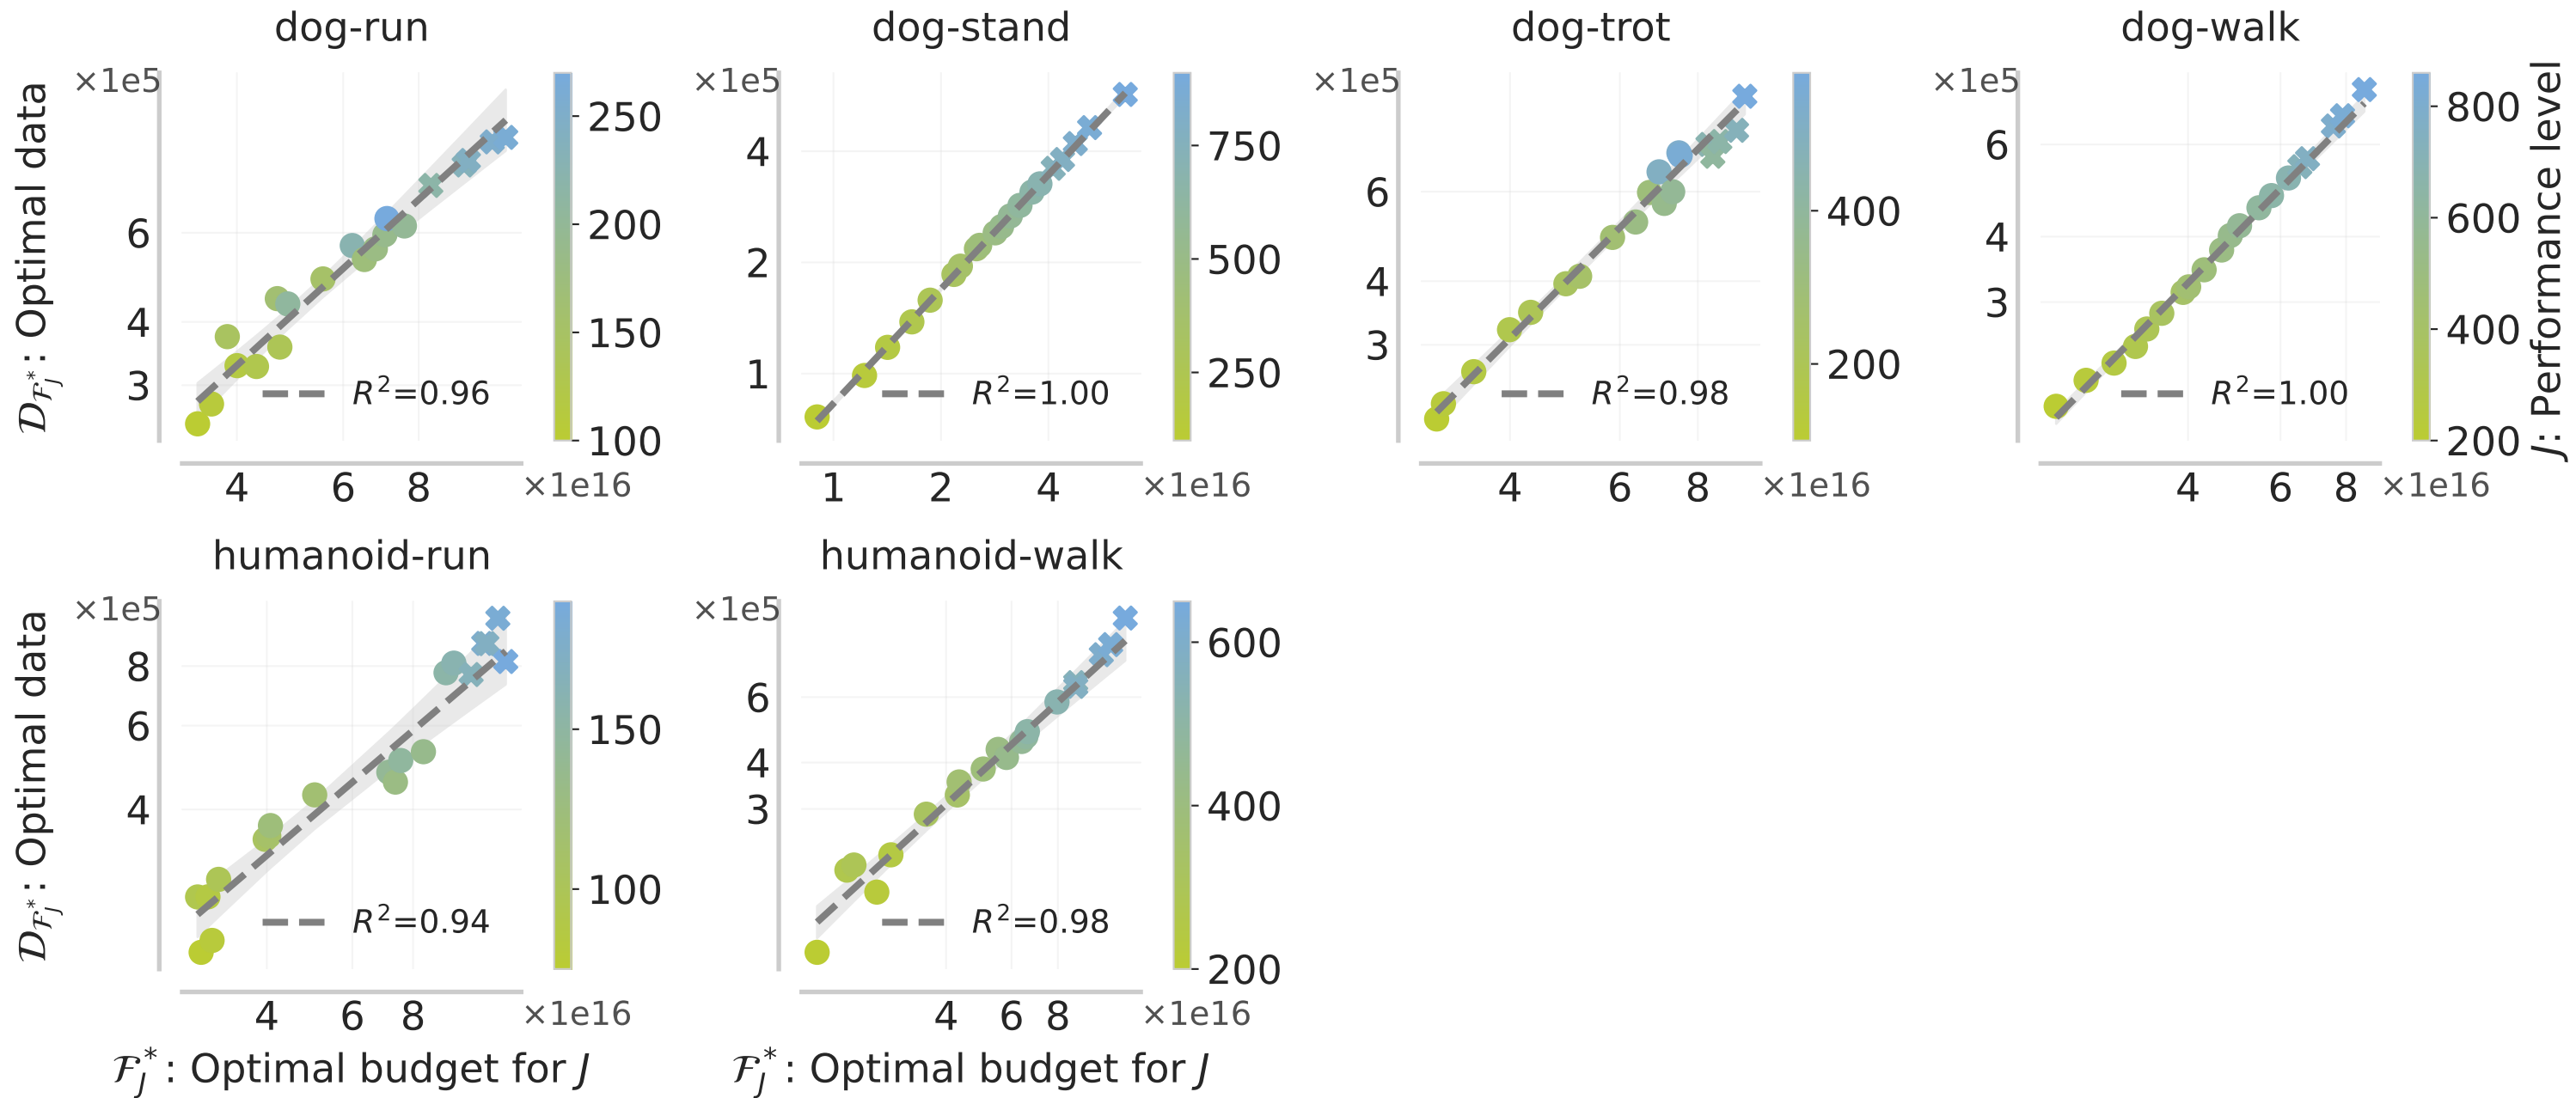 dog-run
dog-stand
dog-trot
dog-walk
×1e5
×1e5
×1e5
×1e5
𝒟_{ℱ_J^*}: Optimal data
6
4
3
R²=0.96
4 6 8 ×1e16
250
200
150
100
4
2
1
R²=1.00
1 2 4 ×1e16
750
500
250
6
4
3
R²=0.98
4 6 8 ×1e16
400
200
6
4
3
R²=1.00
4 6 8 ×1e16
800
600
400
200
J: Performance level
humanoid-run
humanoid-walk
×1e5
×1e5
𝒟_{ℱ_J^*}: Optimal data
8
6
4
R²=0.94
4 6 8 ×1e16
150
100
6
4
3
R²=0.98
4 6 8 ×1e16
600
400
200
ℱ_J^*: Optimal budget for J
ℱ_J^*: Optimal budget for J